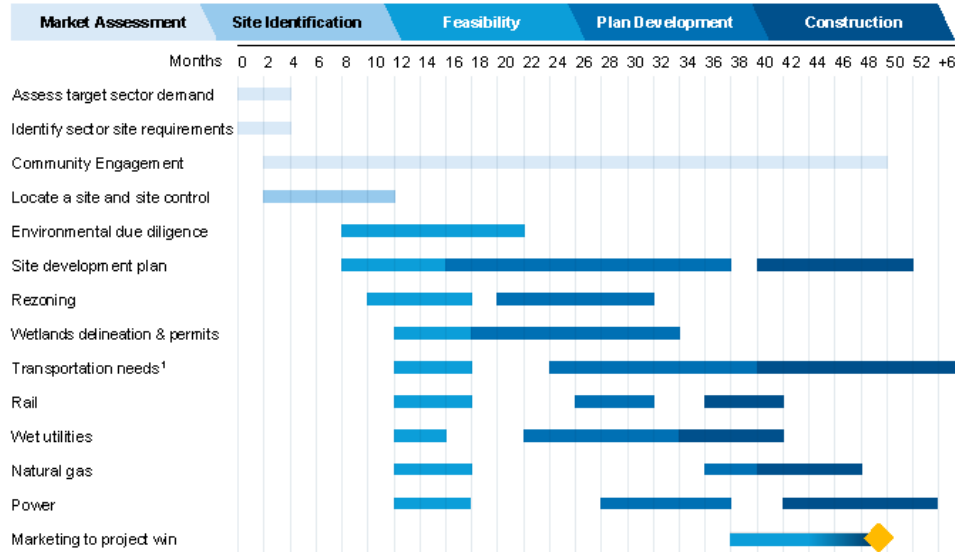 Market Assessment Site Identification Feasibility Plan Development Construction
Months 0 2 4 6 8 10 12 14 16 18 20 22 24 26 28 30 32 34 36 38 40 42 44 46 48 50 52 +6
Assess target sector demand
Identify sector site requirements
Community Engagement
Locate a site and site control
Environmental due diligence
Site development plan
Rezoning
Wetlands delineation & permits
Transportation needs¹
Rail
Wet utilities
Natural gas
Power
Marketing to project win